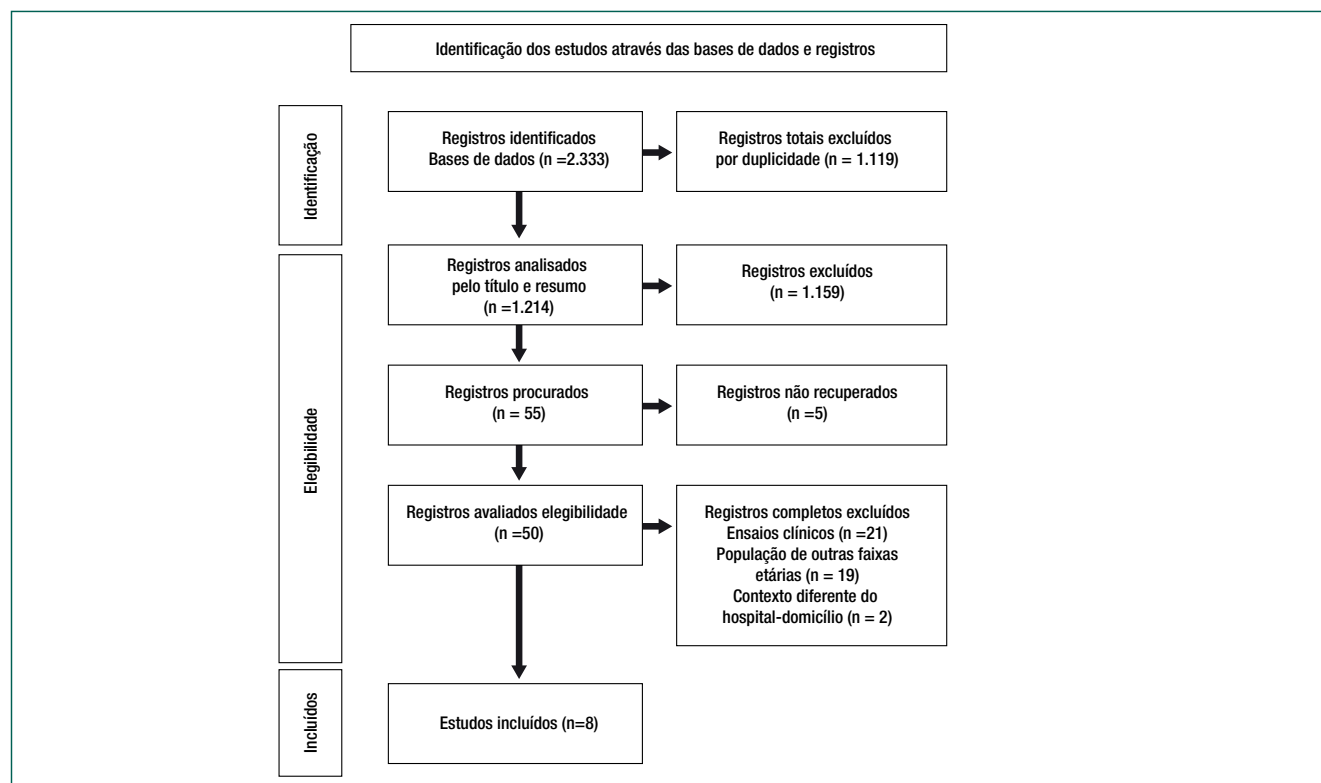 Identificação dos estudos através das bases de dados e registros
Identificação
Registros identificados
Bases de dados (n =2.333)
Registros totais excluídos
por duplicidade (n = 1.119)
Elegibilidade
Registros analisados
pelo título e resumo
(n =1.214)
Registros excluídos
(n = 1.159)
Registros procurados
(n = 55)
Registros não recuperados
(n =5)
Registros avaliados elegibilidade
(n =50)
Registros completos excluídos
Ensaios clínicos (n =21)
População de outras faixas
etárias (n = 19)
Contexto diferente do
hospital-domicílio (n = 2)
Incluídos
Estudos incluídos (n=8)